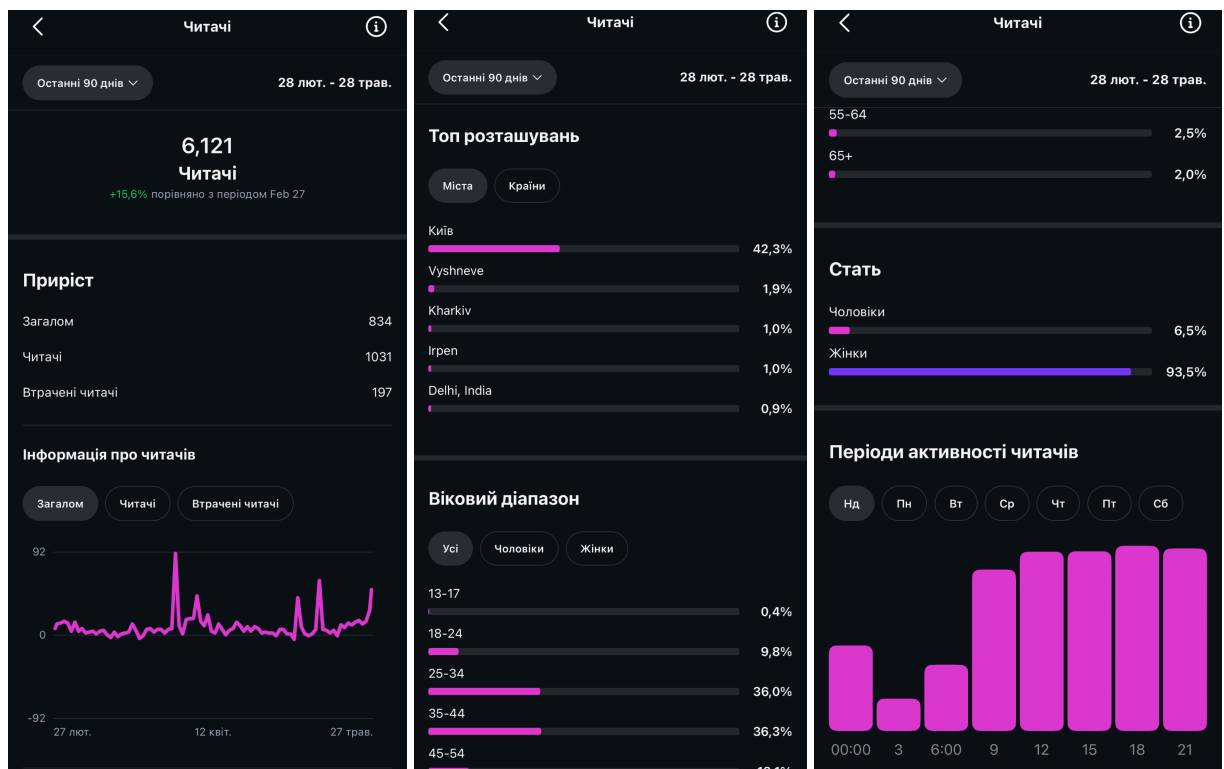 Читачі
Останні 90 днів
28 лют. - 28 трав.
6,121
Читачі
+15,6% порівняно з періодом Feb 27
Приріст
Загалом 834
Читачі 1031
Втрачені читачі 197
Інформація про читачів
Загалом Читачі Втрачені читачі
92
0
-92
27 лют. 12 квіт. 27 трав.
Читачі
Останні 90 днів
28 лют. - 28 трав.
Топ розташувань
Міста Країни
Київ
42,3%
Vyshneve
1,9%
Kharkiv
1,0%
Irpen
1,0%
Delhi, India
0,9%
Віковий діапазон
Усі Чоловіки Жінки
13-17
0,4%
18-24
9,8%
25-34
36,0%
35-44
36,3%
45-54
Читачі
Останні 90 днів
28 лют. - 28 трав.
55-64
2,5%
65+
2,0%
Стать
Чоловіки
6,5%
Жінки
93,5%
Періоди активності читачів
Нд Пн Вт Ср Чт Пт Сб
00:00 3 6:00 9 12 15 18 21